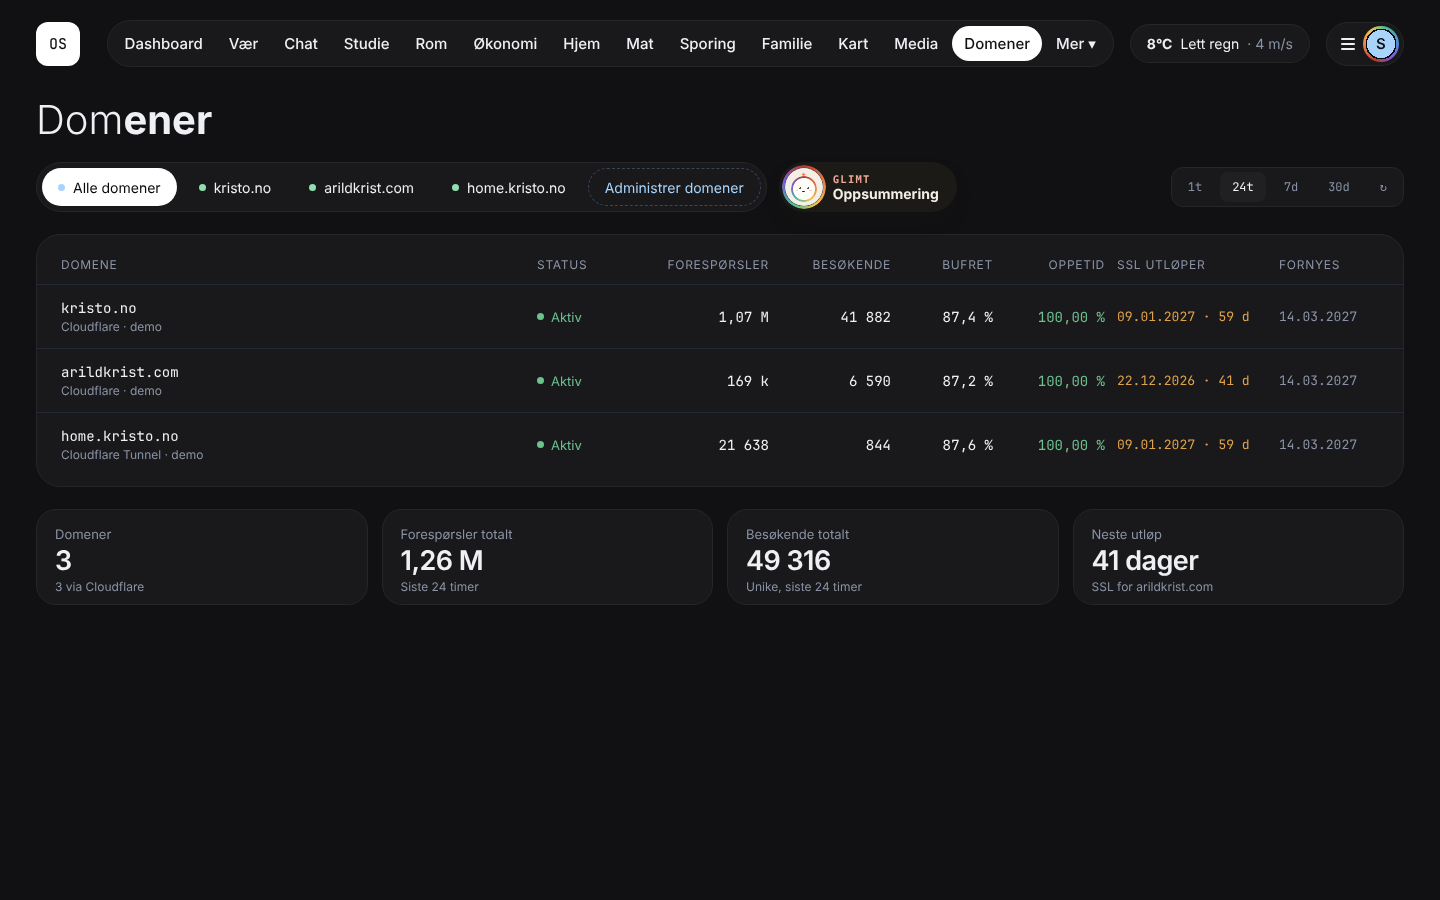 OS
Dashboard Vær Chat Studie Rom Økonomi Hjem Mat Sporing Familie Kart Media Domener Mer ▾
8°C Lett regn · 4 m/s
S
Domener
Alle domener kristo.no arildkrist.com home.kristo.no Administrer domener
GLIMT
Oppsummering
1t 24t 7d 30d ↻
DOMENE STATUS FORESPØRSLER BESØKENDE BUFRET OPPETID SSL UTLØPER FORNYES
kristo.no
Cloudflare · demo
Aktiv 1,07 M 41 882 87,4 % 100,00 % 09.01.2027 · 59 d 14.03.2027
arildkrist.com
Cloudflare · demo
Aktiv 169 k 6 590 87,2 % 100,00 % 22.12.2026 · 41 d 14.03.2027
home.kristo.no
Cloudflare Tunnel · demo
Aktiv 21 638 844 87,6 % 100,00 % 09.01.2027 · 59 d 14.03.2027
Domener
3
3 via Cloudflare
Forespørsler totalt
1,26 M
Siste 24 timer
Besøkende totalt
49 316
Unike, siste 24 timer
Neste utløp
41 dager
SSL for arildkrist.com